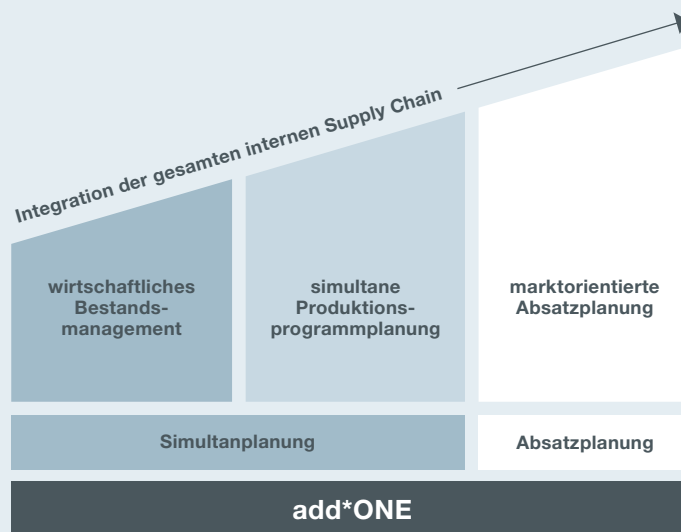 Integration der gesamten internen Supply Chain
wirtschaftliches
Bestands-
management
simultane
Produktions-
programmplanung
marktorientierte
Absatzplanung
Simultanplanung
Absatzplanung
add*ONE